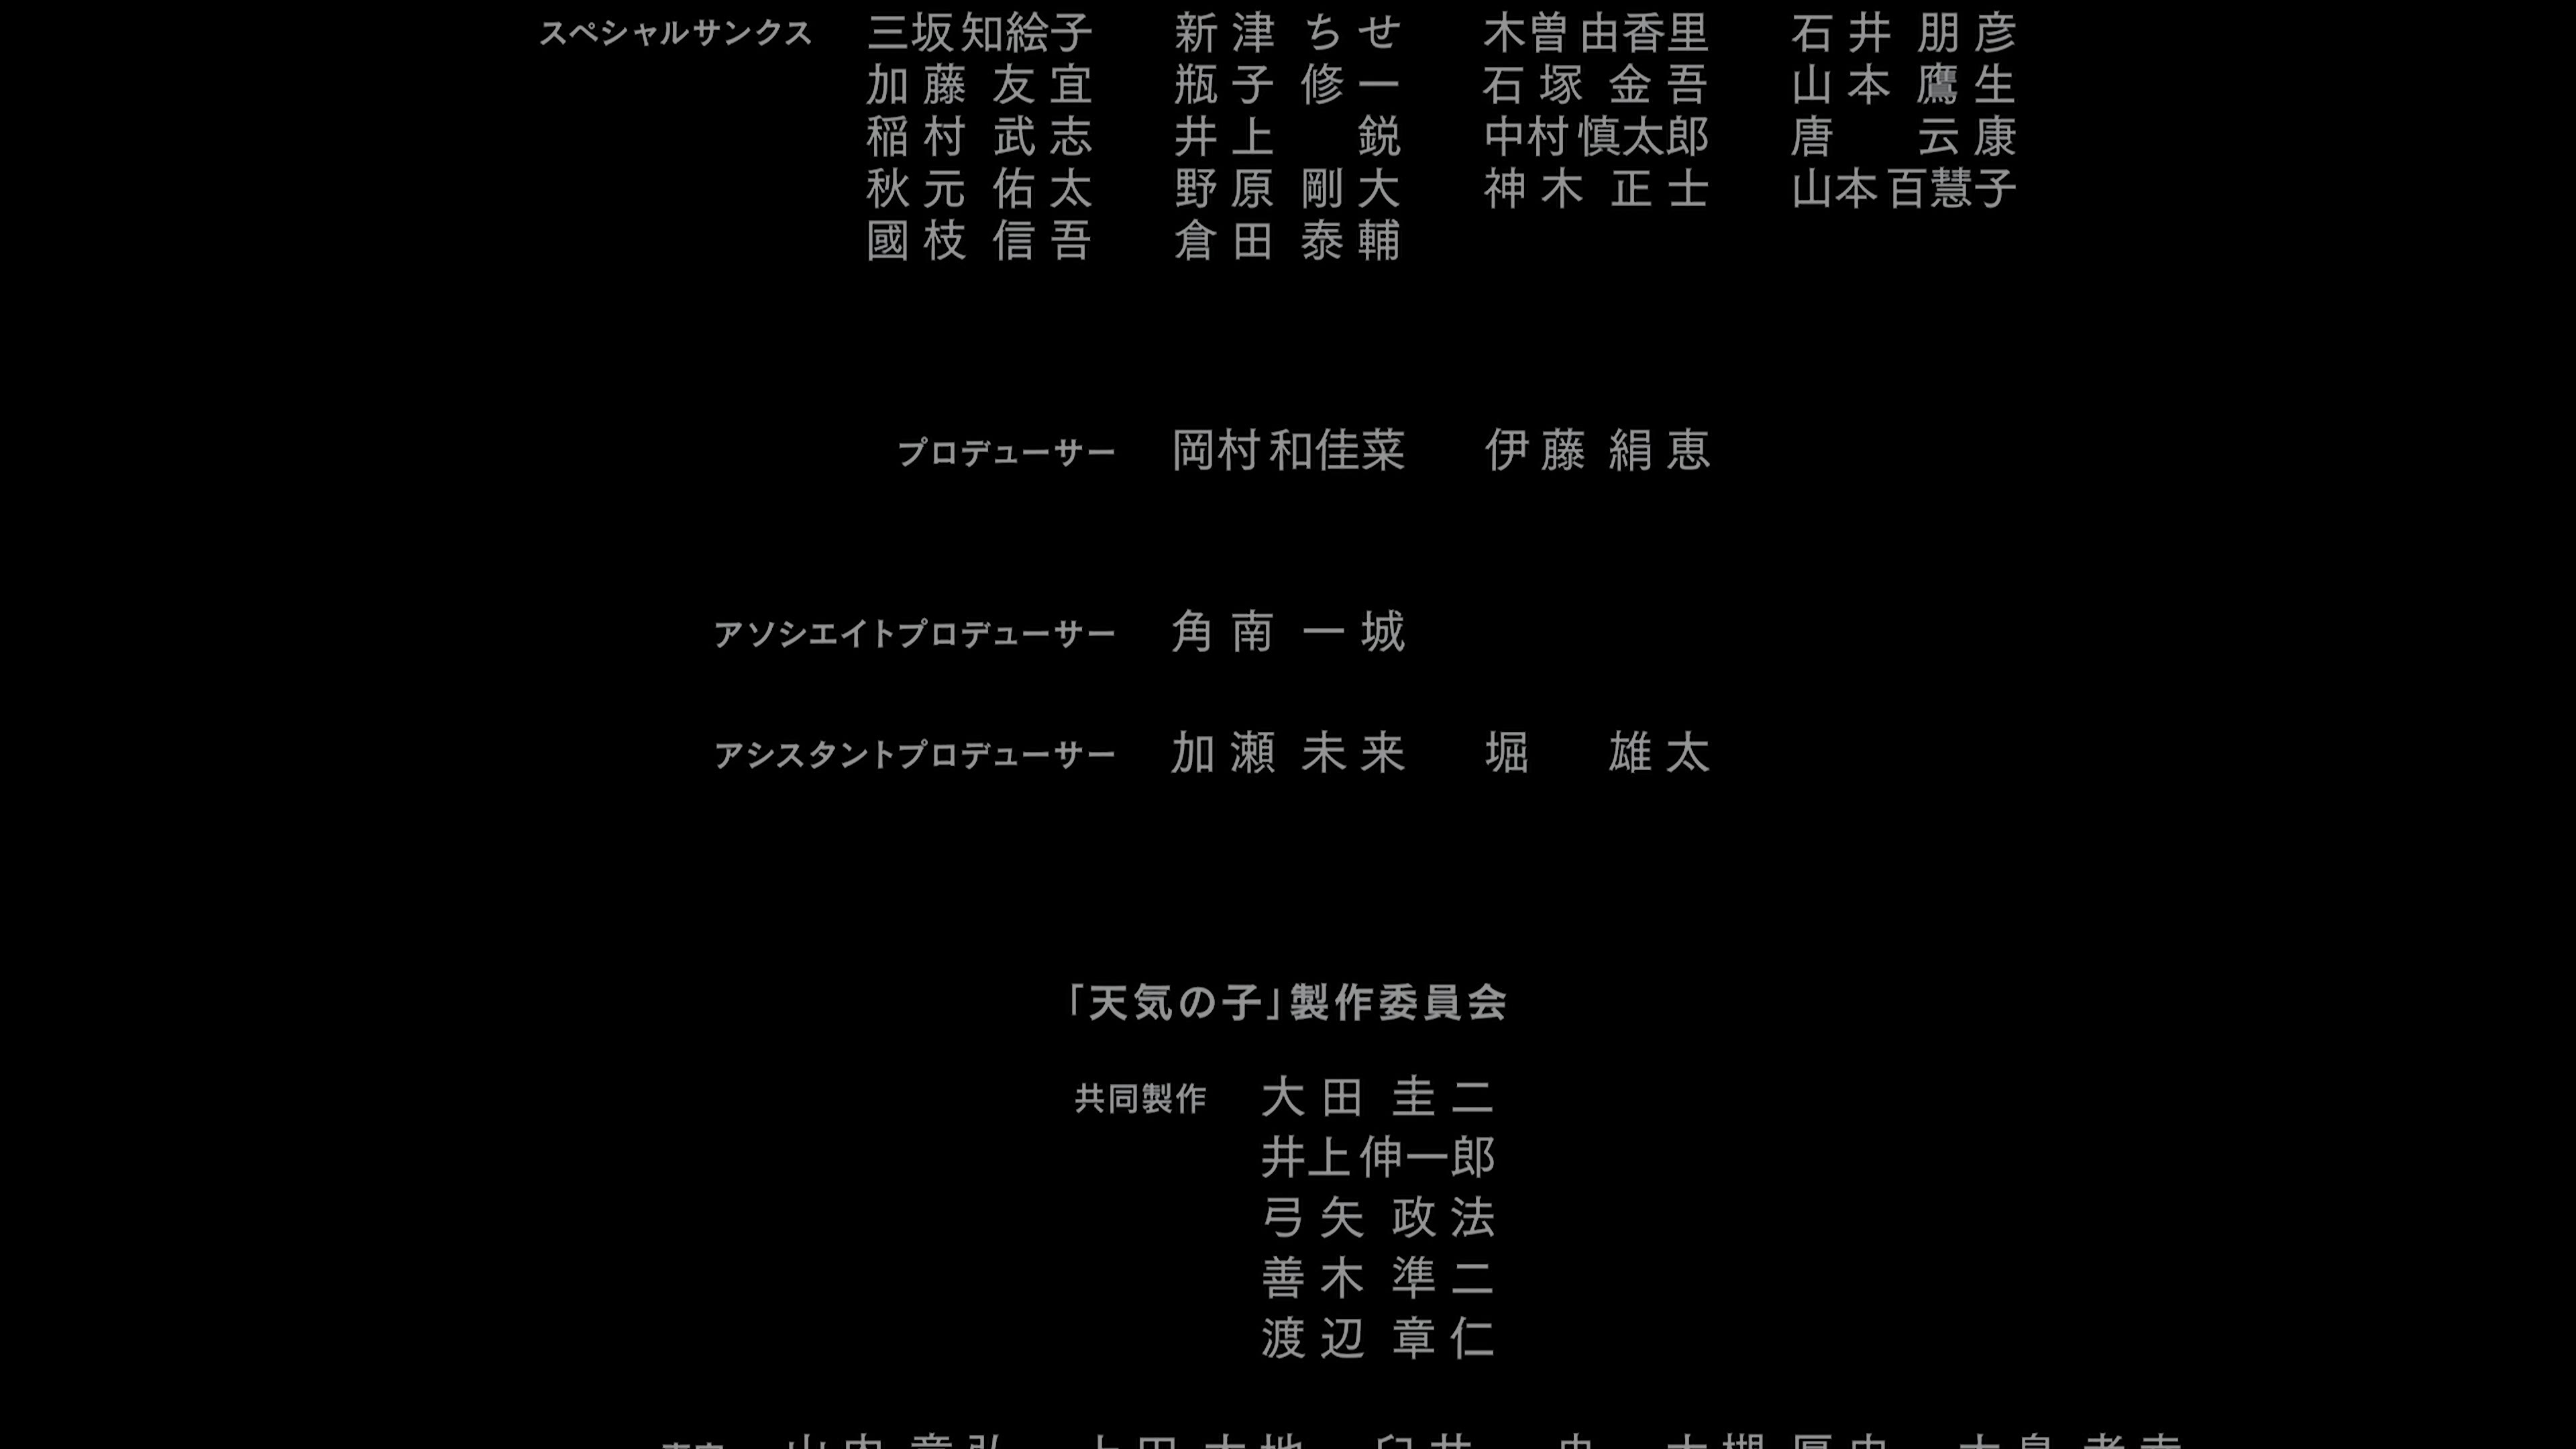 スペシャルサンクス 三坂知絵子 新津ちせ 木曽由香里 石井朋彦
加藤友宜 瓶子修一 石塚金吾 山本鷹生
稲村武志 井上鋭 中村慎太郎 唐云康
秋元佑太 野原剛大 神木正士 山本百慧子
國枝信吾 倉田泰輔
プロデューサー 岡村和佳菜 伊藤絹恵
アソシエイトプロデューサー 角南一城
アシスタントプロデューサー 加瀬未来 堀雄太
「天気の子」製作委員会
共同製作 大田圭二
井上伸一郎
弓矢政法
善木準二
渡辺章仁